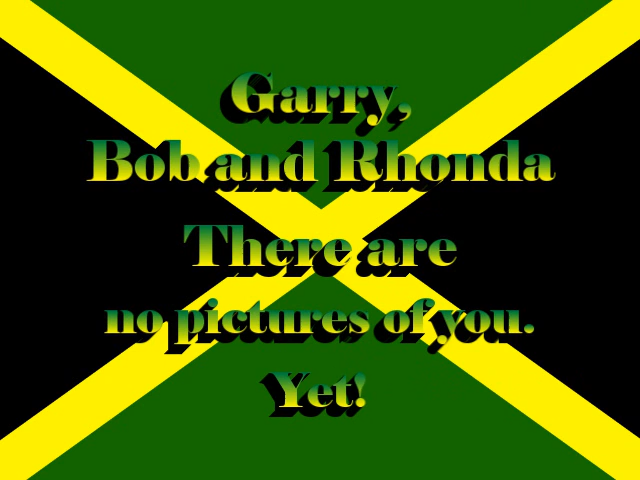 Garry,
Bob and Rhonda
There are
no pictures of you.
Yet!